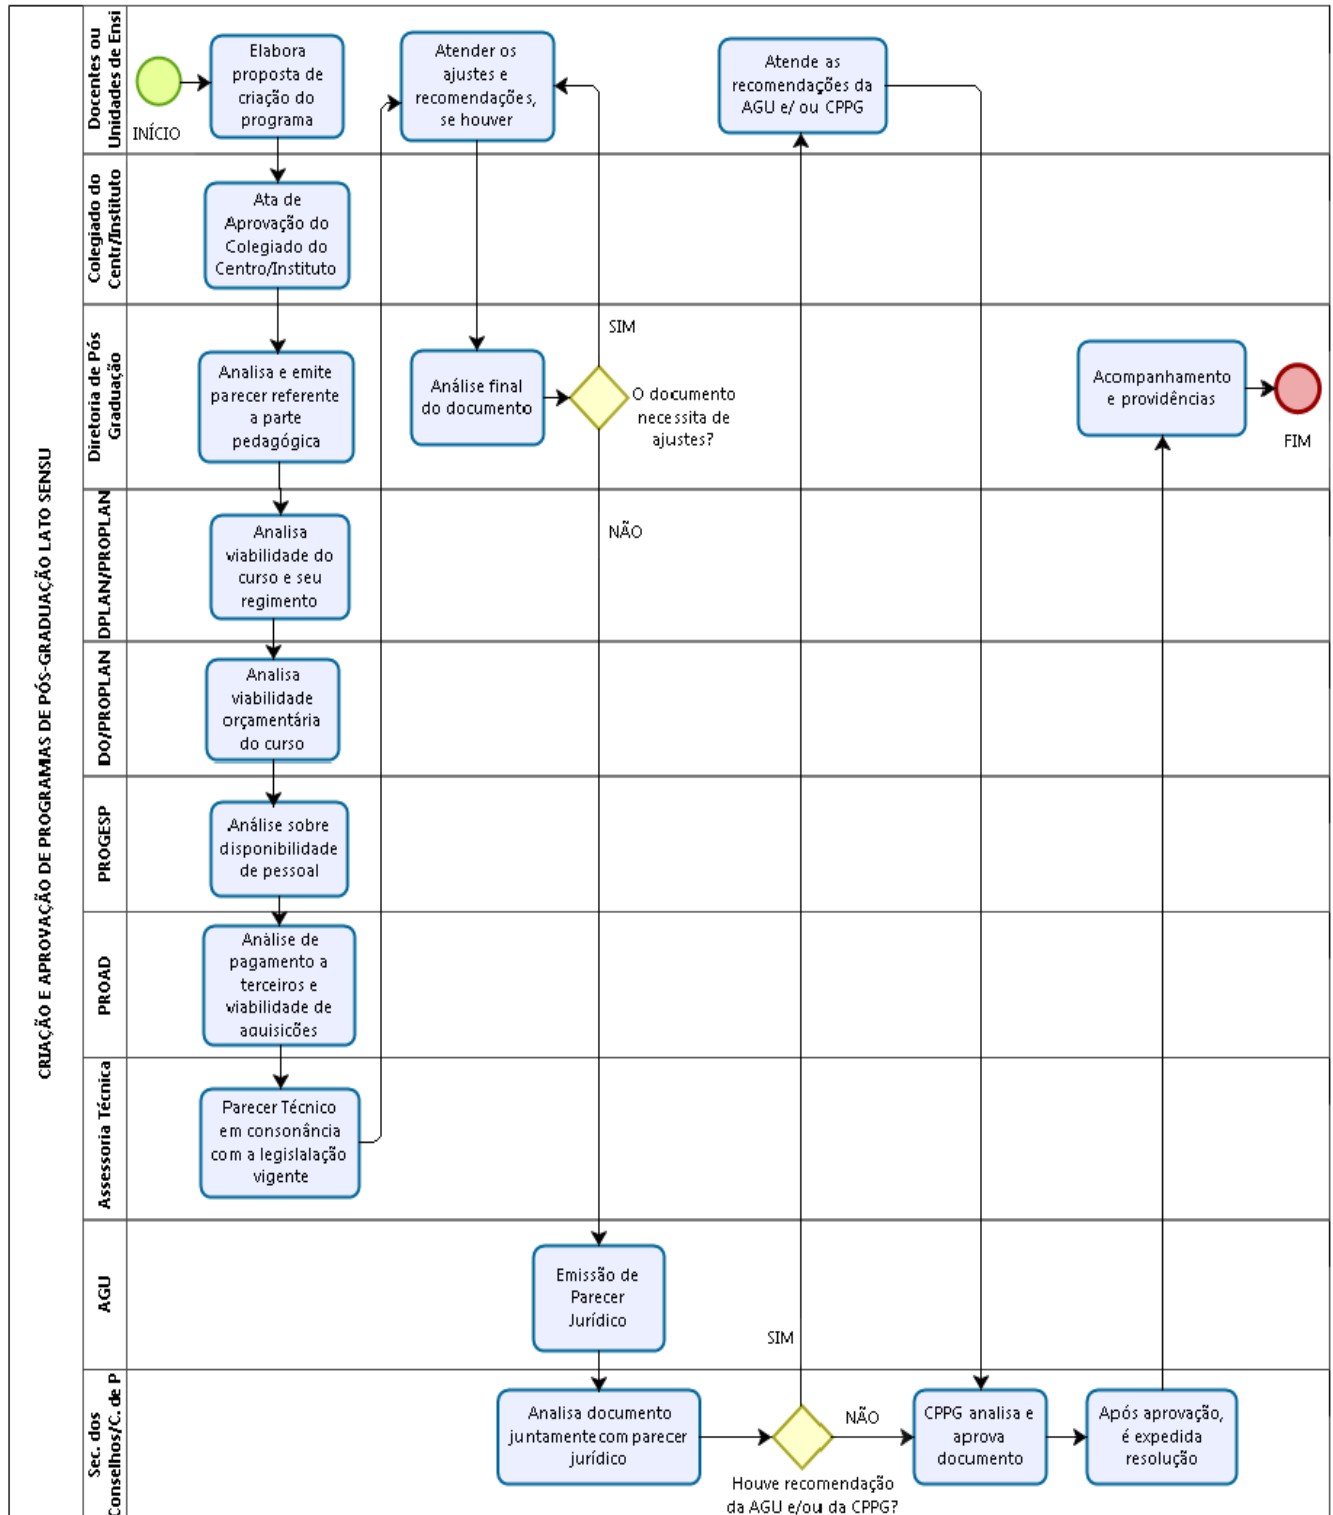 CRIAÇÃO E APROVAÇÃO DE PROGRAMAS DE PÓS-GRADUAÇÃO LATO SENSU
Docentes ou
Unidades de Ensi
INÍCIO
Elabora
proposta de
criação do
programa
Atender os
ajustes e
recomendações,
se houver
Atende as
recomendações da
AGU e/ ou CPPG
Colegiado do
Centr/Instituto
Ata de
Aprovação do
Colegiado do
Centro/Instituto
Diretoria de Pós
Graduação
Analisa e emite
parecer referente
a parte
pedagógica
Análise final
do documento
SIM
O documento
necessita de
ajustes?
NÃO
Acompanhamento
e providências
FIM
DPLAN/PROPLAN
Analisa
viabilidade do
curso e seu
regimento
DO/PROPLAN
Analisa
viabilidade
orçamentária
do curso
PROGESP
Análise sobre
disponibilidade
de pessoal
PROAD
Análise de
pagamento a
terceiros e
viabilidade de
aquisições
Assessoria Técnica
Parecer Técnico
em consonância
com a legislalação
vigente
AGU
Emissão de
Parecer
Jurídico
SIM
Sec. dos
Conselhos/C. de P
Analisa documento
juntamente com parecer
jurídico
NÃO
Houve recomendação
da AGU e/ou da CPPG?
CPPG analisa e
aprova
documento
Após aprovação,
é expedida
resolução